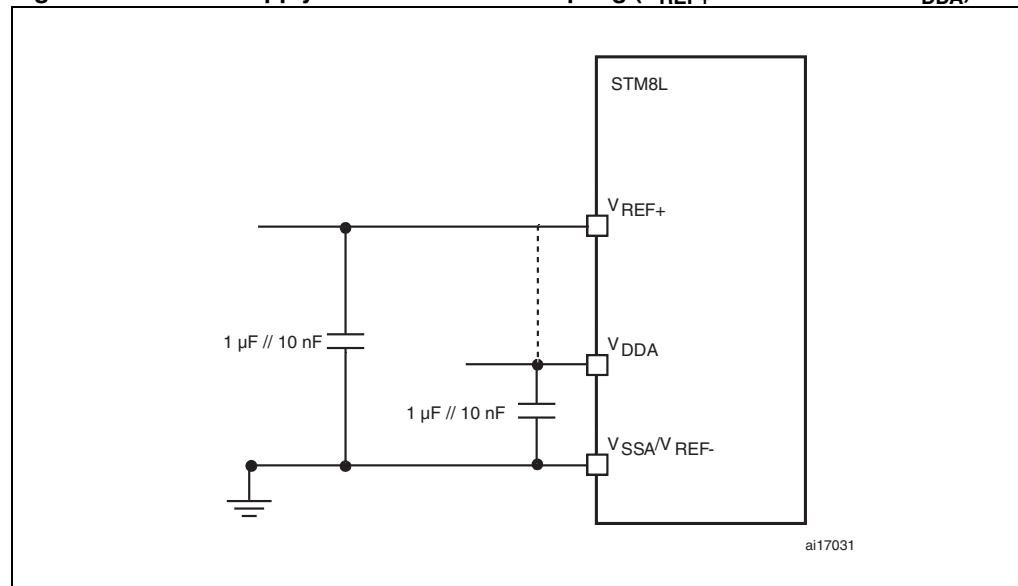 STM8L
VREF+
1 µF // 10 nF
VDDA
1 µF // 10 nF
VSSA/VREF-
ai17031